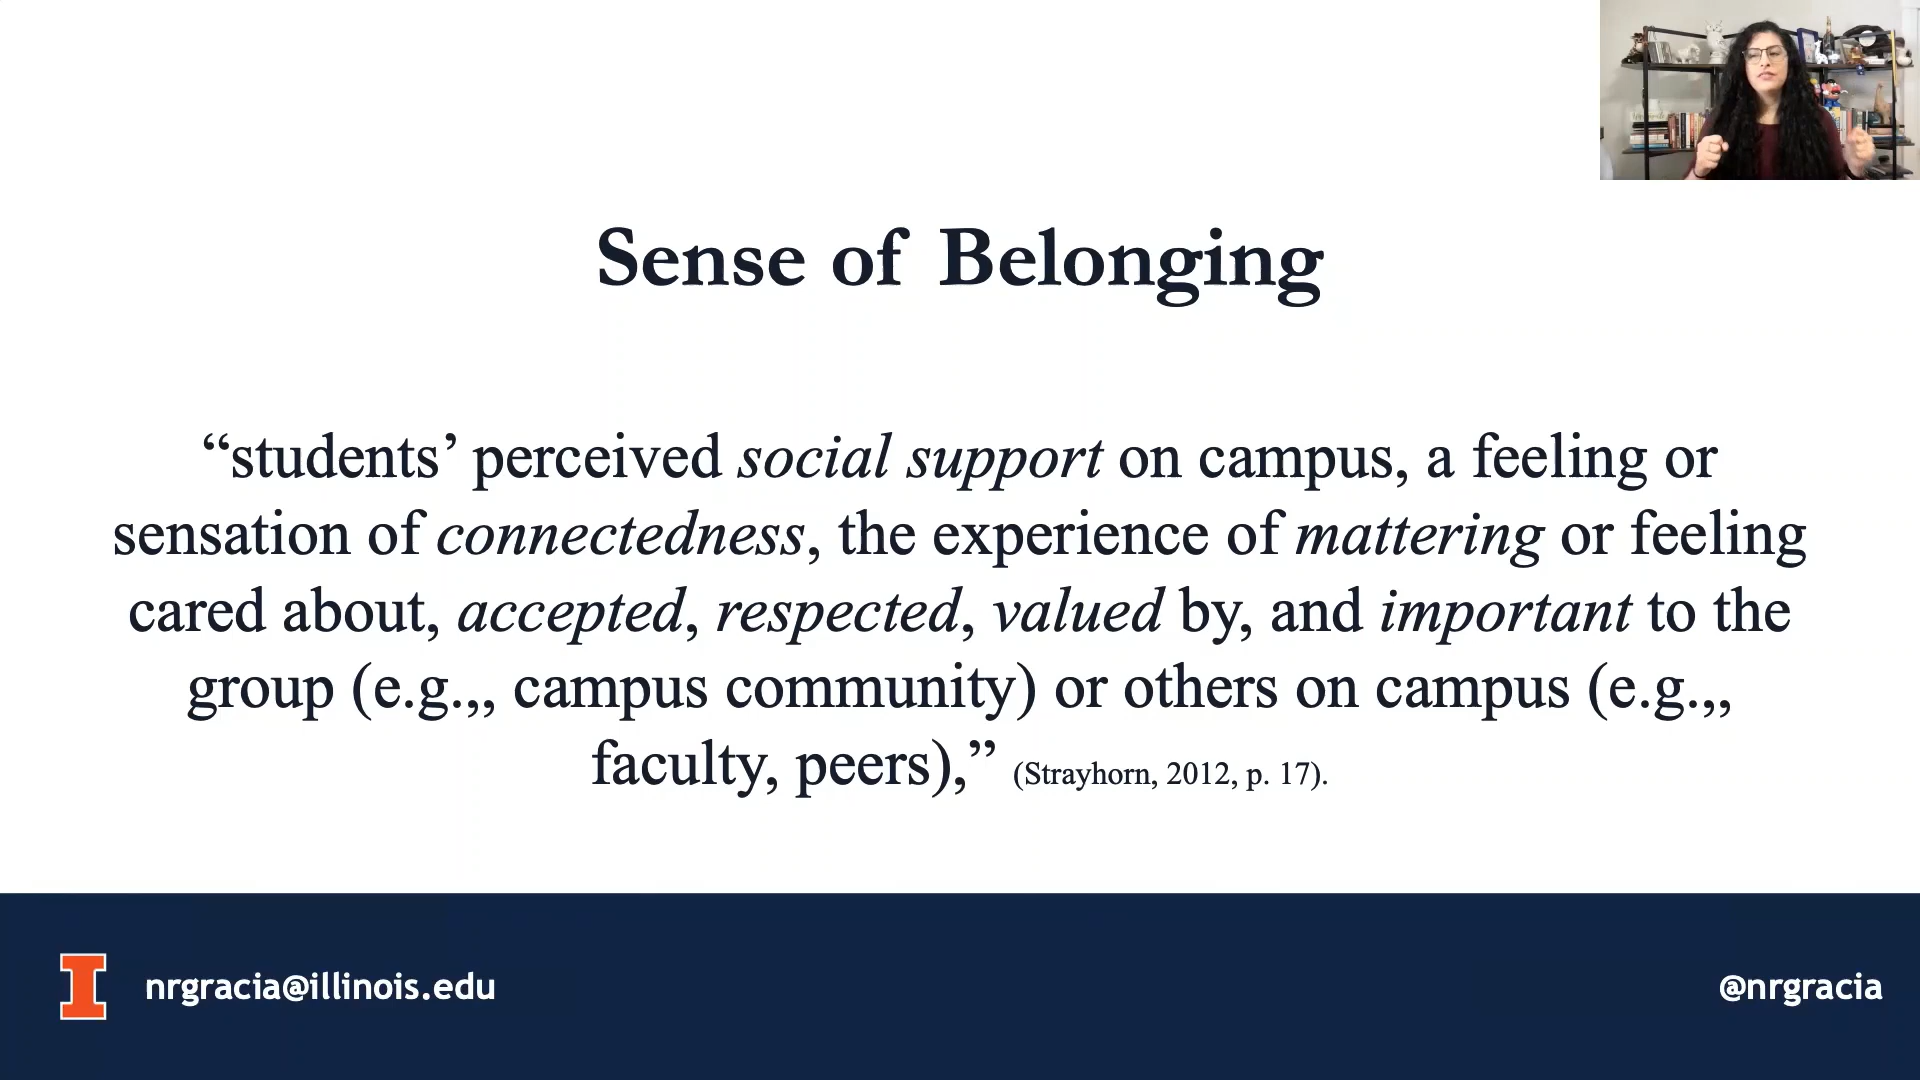 Sense of Belonging
“students’ perceived social support on campus, a feeling or
sensation of connectedness, the experience of mattering or feeling
cared about, accepted, respected, valued by, and important to the
group (e.g.,, campus community) or others on campus (e.g.,,
faculty, peers),” (Strayhorn, 2012, p. 17).
I nrgracia@illinois.edu
@nrgracia